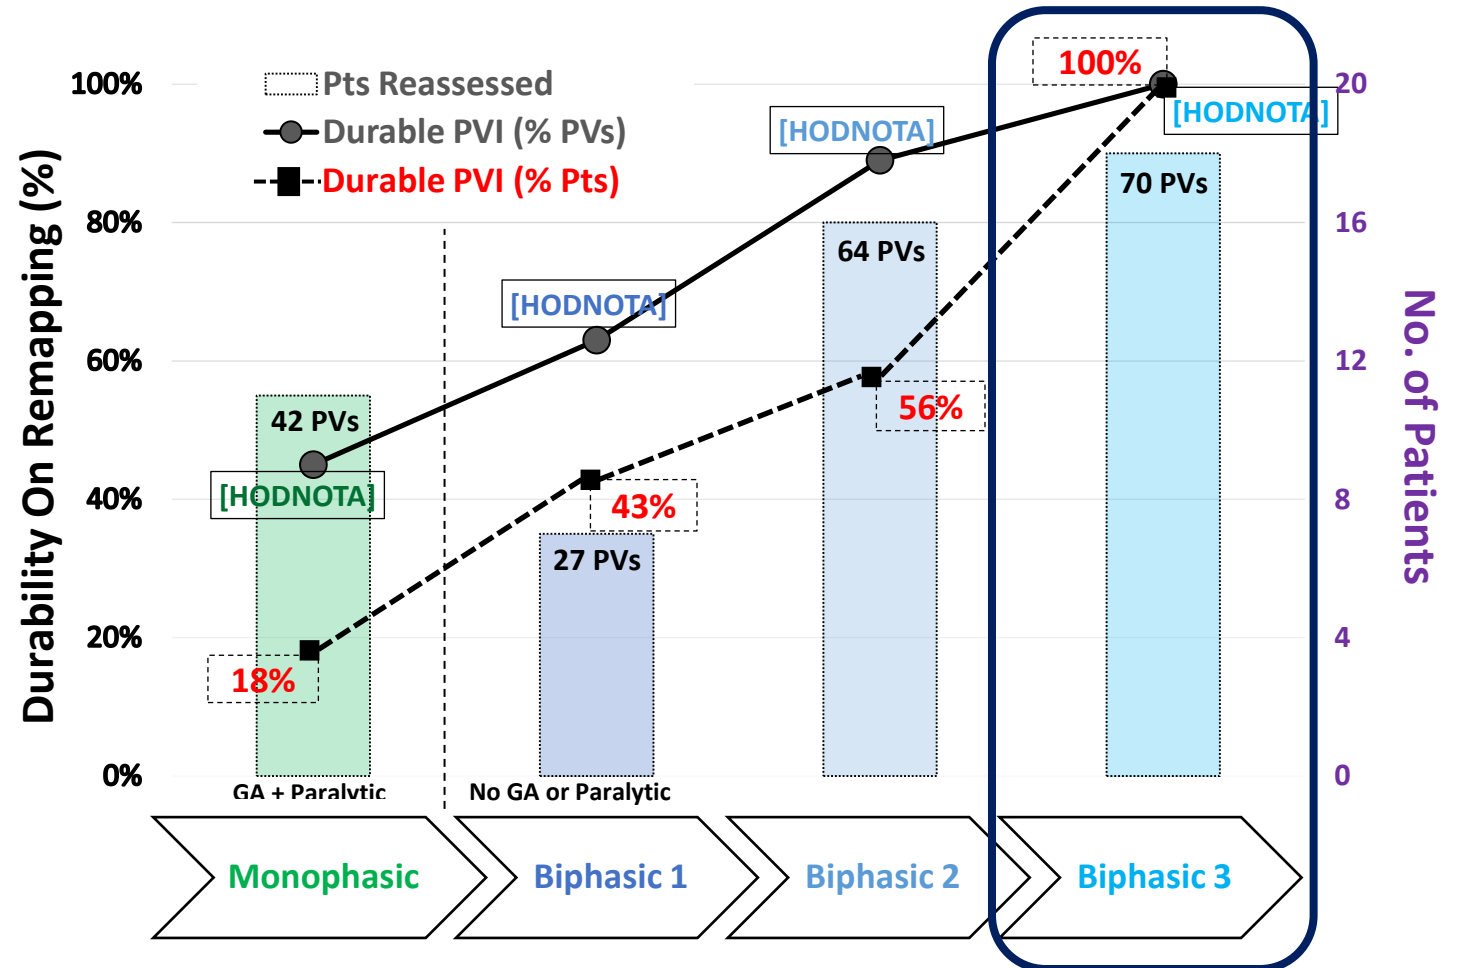 100%
100%
20
Pts Reassessed
[HODNOTA]
Durable PVI (% PVs)
[HODNOTA]
Durable PVI (% Pts)
70 PVs
80%
16
64 PVs
[HODNOTA]
60%
12
56%
42 PVs
[HODNOTA]
40%
8
43%
27 PVs
20%
4
18%
0%
0
Durability On Remapping (%)
No. of Patients
GA + Paralytic
No GA or Paralytic
Monophasic
Biphasic 1
Biphasic 2
Biphasic 3